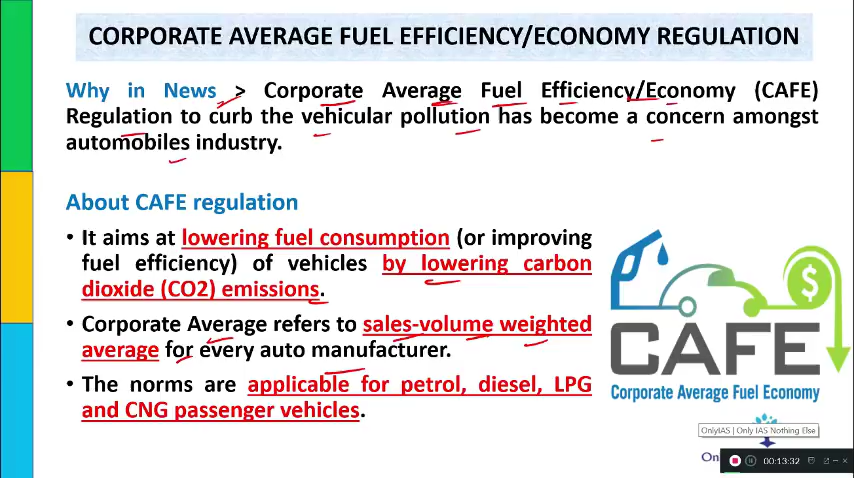 CORPORATE AVERAGE FUEL EFFICIENCY/ECONOMY REGULATION
Why in News > Corporate Average Fuel Efficiency/Economy (CAFE)
Regulation to curb the vehicular pollution has become a concern amongst
automobiles industry.
About CAFE regulation
• It aims at lowering fuel consumption (or improving
fuel efficiency) of vehicles by lowering carbon
dioxide (CO2) emissions.
• Corporate Average refers to sales-volume weighted
average for every auto manufacturer.
• The norms are applicable for petrol, diesel, LPG
and CNG passenger vehicles.
$
CAFE
Corporate Average Fuel Economy
OnlyIAS | Only IAS Nothing Else
On
00:13:32